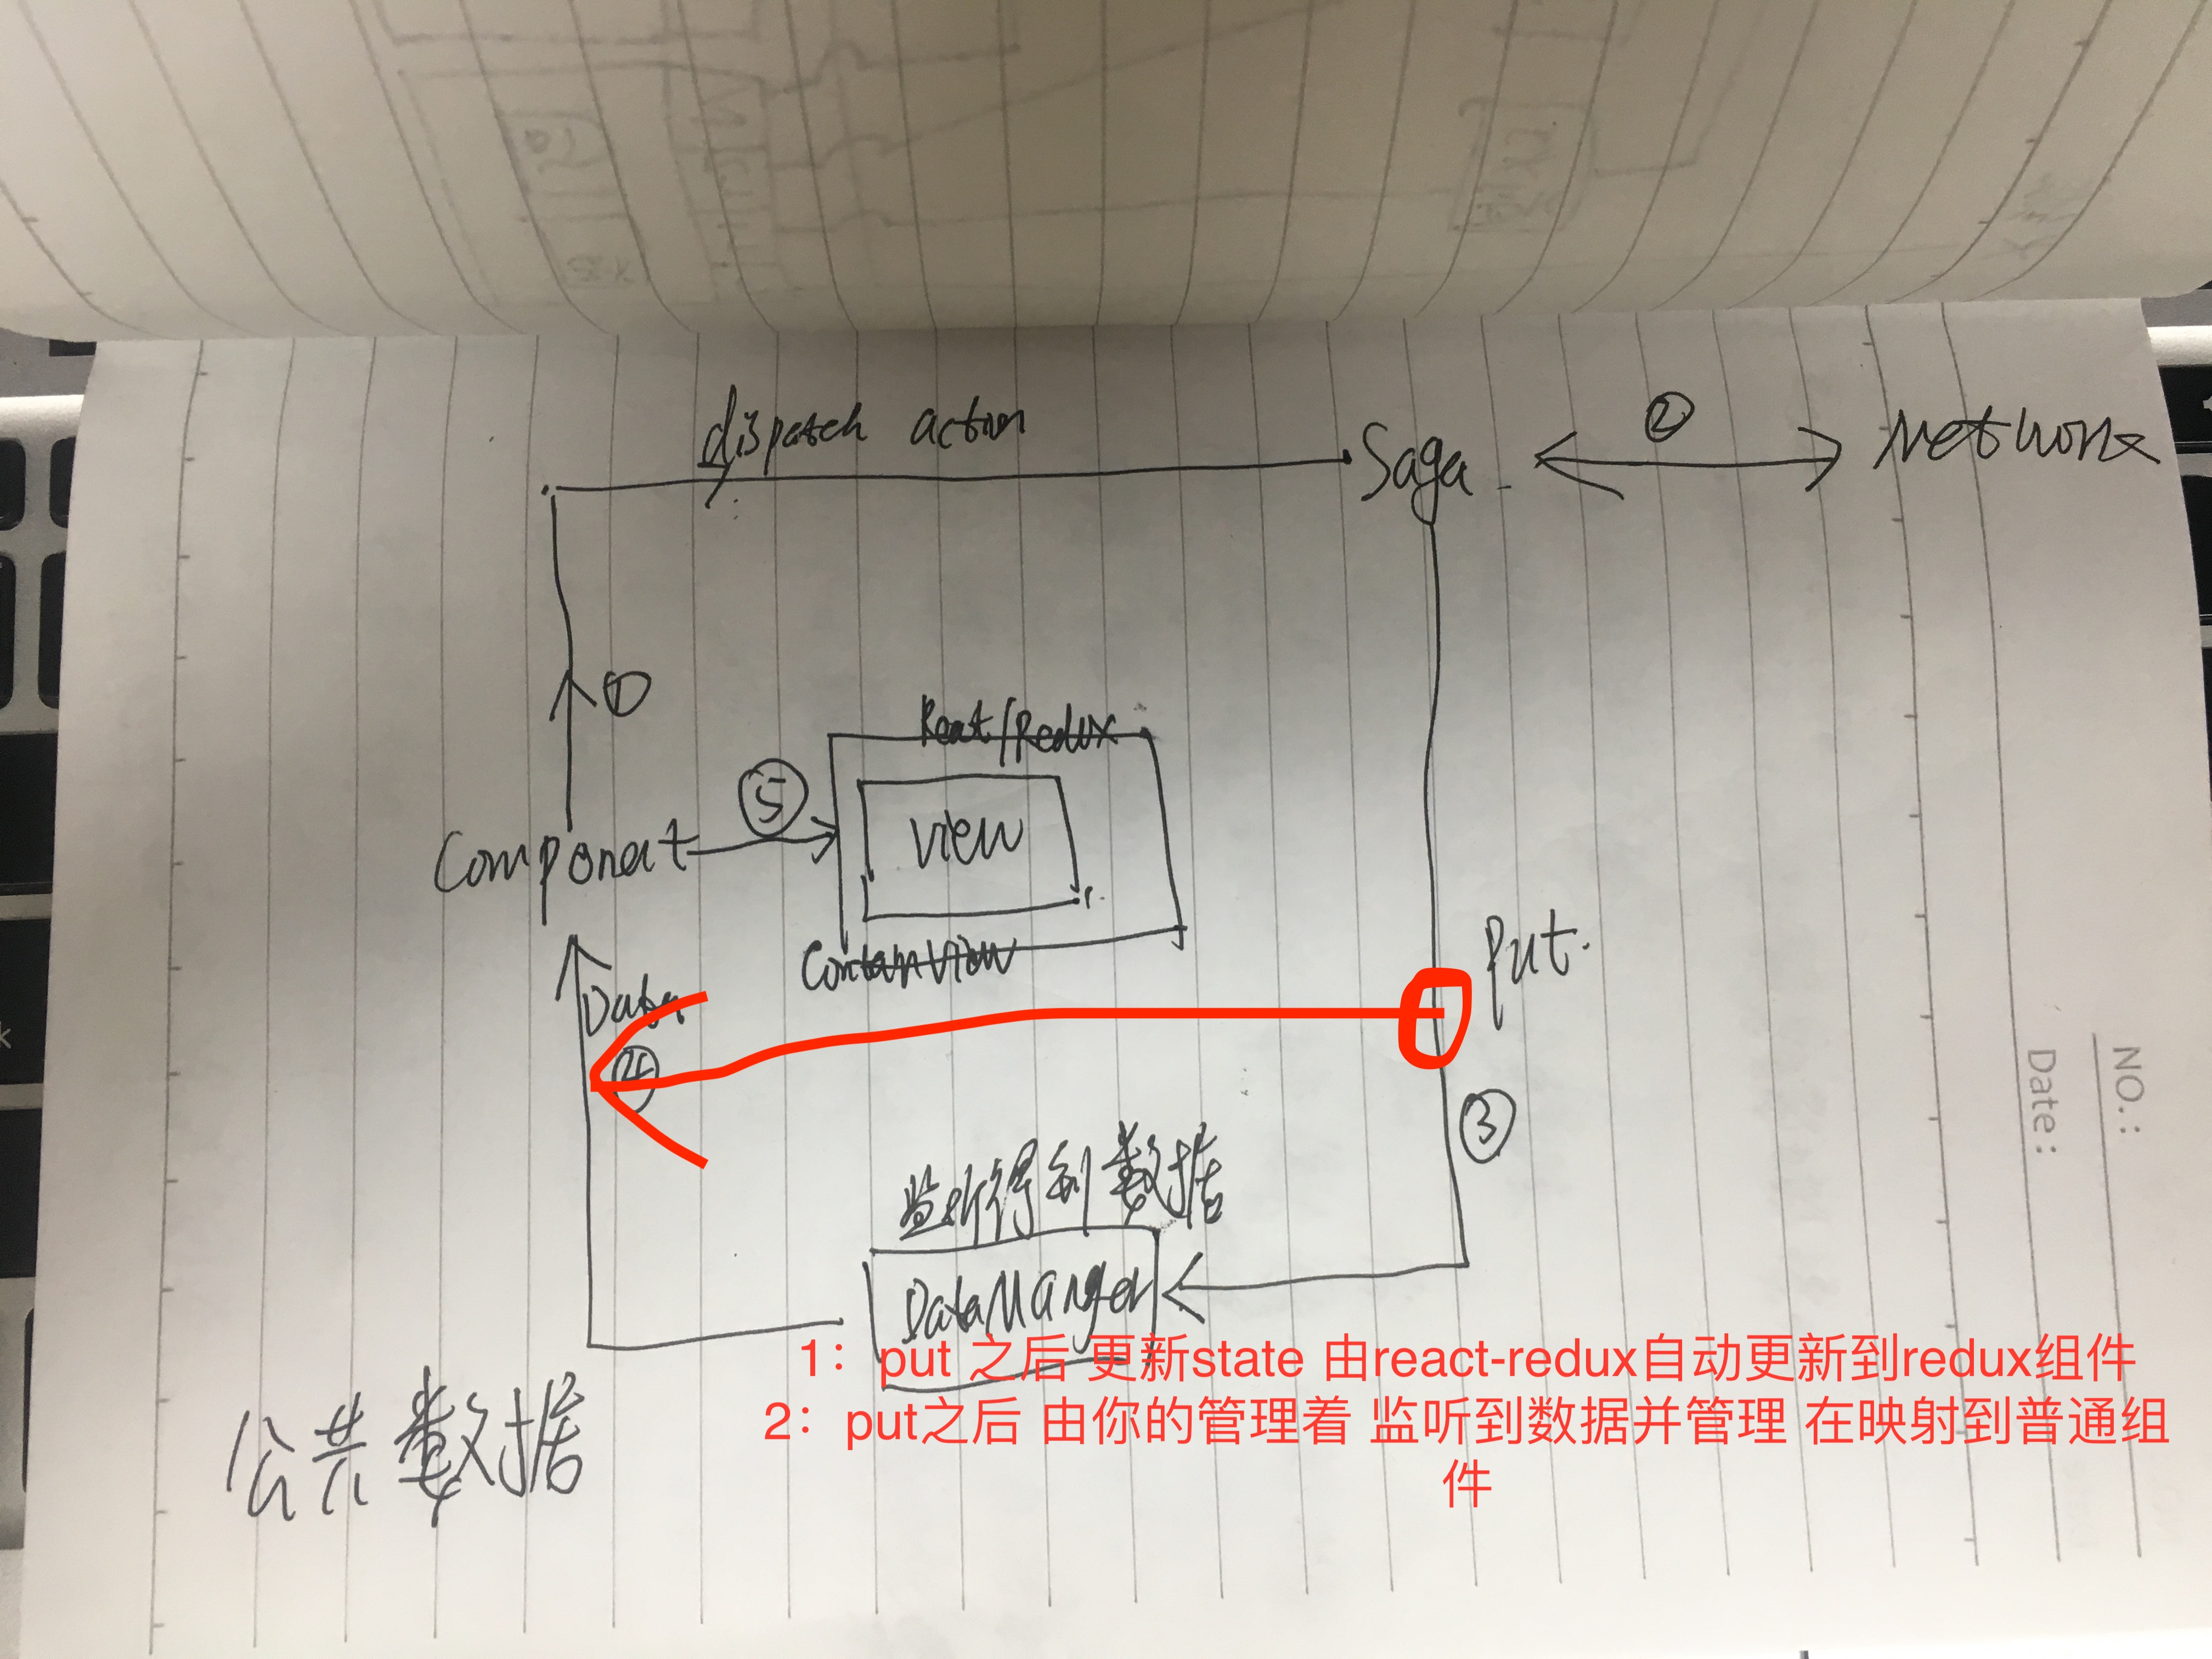 dispatch action
Saga
②
Network
①
Reat/Redux
⑤
View
Component
ContanView
Put.
Data
④
③
监听得到数据
DataManger
1：put 之后 更新state 由react-redux自动更新到redux组件
2：put之后 由你的管理着 监听到数据并管理 在映射到普通组
件
公共数据
NO.:
Date: